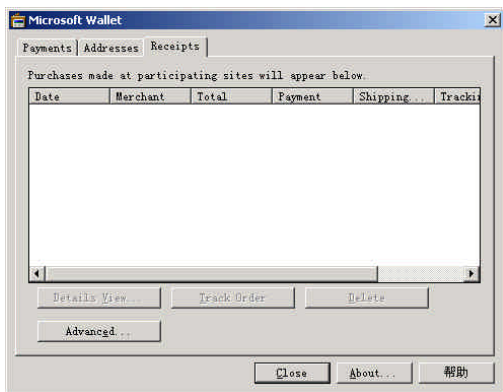 Microsoft Wallet
Payments Addresses Receipts
Purchases made at participating sites will appear below.
Date Merchant Total Payment Shipping... Trackin
Details View... Track Order Delete
Advanced...
Close About... 帮助